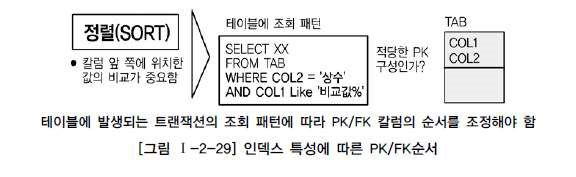 정렬(SORT)
• 칼럼 앞 쪽에 위치한
값의 비교가 중요함
테이블에 조회 패턴
SELECT XX
FROM TAB
WHERE COL2 = '상수'
AND COL1 Like '비교값%'
적당한 PK
구성인가?
TAB
COL1
COL2
테이블에 발생되는 트랜잭션의 조회 패턴에 따라 PK/FK 칼럼의 순서를 조정해야 함
[그림 Ⅰ-2-29] 인덱스 특성에 따른 PK/FK순서